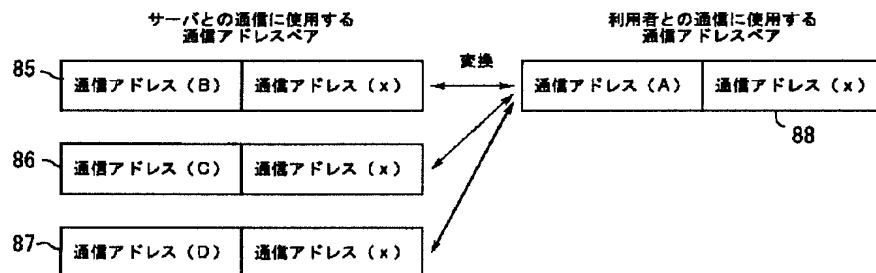 サーバとの通信に使用する
通信アドレスペア
利用者との通信に使用する
通信アドレスペア
85 通信アドレス（B） 通信アドレス（x） 変換 通信アドレス（A） 通信アドレス（x）
88
86 通信アドレス（C） 通信アドレス（x）
87 通信アドレス（D） 通信アドレス（x）